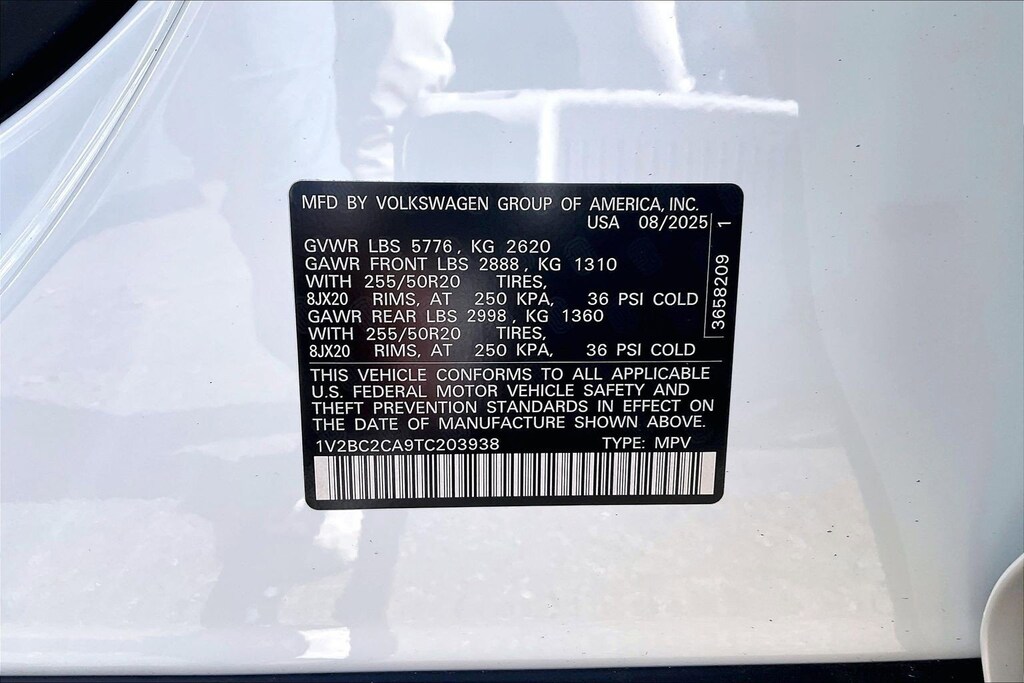 MFD BY VOLKSWAGEN GROUP OF AMERICA, INC.
USA 08/2025
GVWR LBS 5776, KG 2620
GAWR FRONT LBS 2888, KG 1310
WITH 255/50R20 TIRES,
8JX20 RIMS, AT 250 KPA, 36 PSI COLD
GAWR REAR LBS 2998, KG 1360
WITH 255/50R20 TIRES,
8JX20 RIMS, AT 250 KPA, 36 PSI COLD
3658209 1
THIS VEHICLE CONFORMS TO ALL APPLICABLE
U.S. FEDERAL MOTOR VEHICLE SAFETY AND
THEFT PREVENTION STANDARDS IN EFFECT ON
THE DATE OF MANUFACTURE SHOWN ABOVE.
1V2BC2CA9TC203938 TYPE: MPV